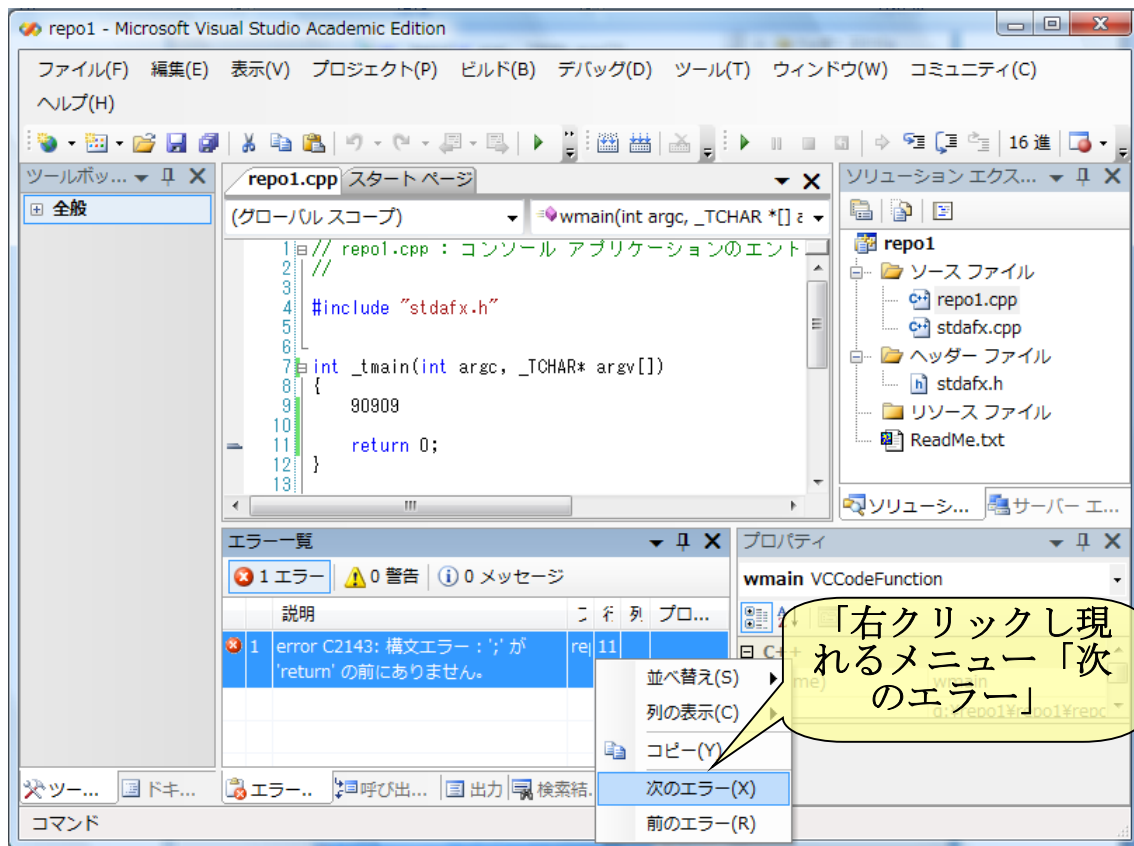 repo1 - Microsoft Visual Studio Academic Edition
ファイル(F) 編集(E) 表示(V) プロジェクト(P) ビルド(B) デバッグ(D) ツール(T) ウィンドウ(W) コミュニティ(C)
ヘルプ(H)
16 進
ツールボッ...
全般
repo1.cpp スタート ページ
(グローバル スコープ) wmain(int argc, _TCHAR *[] a
1 // repo1.cpp : コンソール アプリケーションのエント
2 //
3
4 #include "stdafx.h"
5
6
7 int _tmain(int argc, _TCHAR* argv[])
8 {
9 90909
10
11 return 0;
12 }
13
ソリューション エクス...
repo1
ソース ファイル
repo1.cpp
stdafx.cpp
ヘッダー ファイル
stdafx.h
リソース ファイル
ReadMe.txt
ソリューシ... サーバー エ...
エラー一覧
1 エラー 0 警告 0 メッセージ
説明 行 列 プロ...
1 error C2143: 構文エラー : ';' が 11
'return' の前にありません。
プロパティ
wmain VCCodeFunction
C++
wmain
g:¥repo1¥repo1¥repc
「右クリックし現
れるメニュー「次
のエラー」
並べ替え(S)
列の表示(C)
コピー(Y)
次のエラー(X)
前のエラー(R)
ツー... ドキ...
エラー.. 呼び出... 出力 検索結.
コマンド